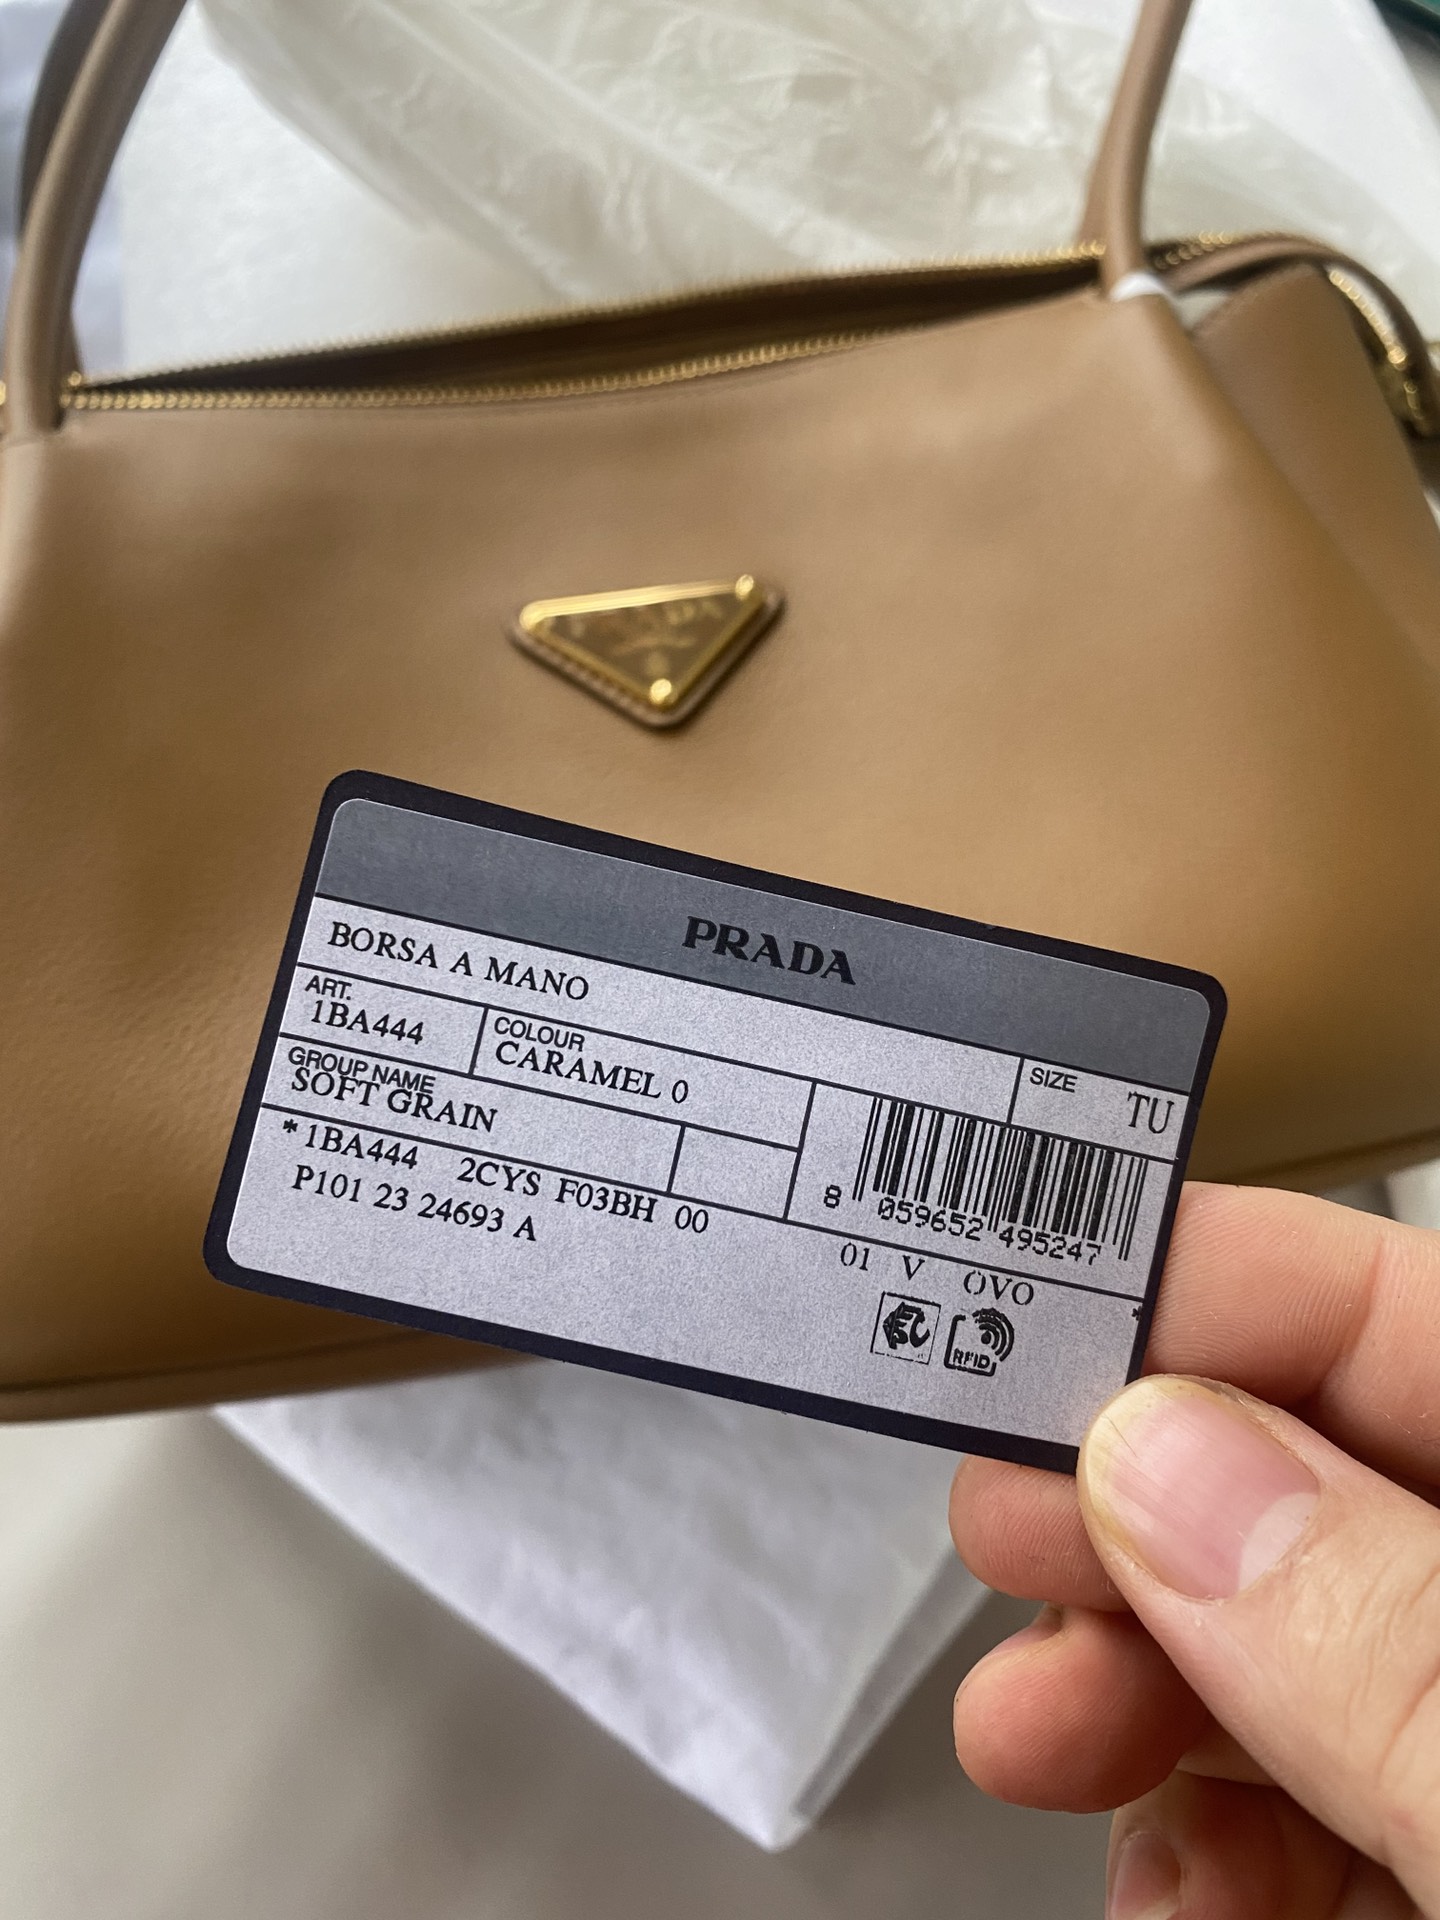 PRADA
PRADA
BORSA A MANO
SIZE TU
ART.
1BA444
COLOUR
CARAMEL 0
GROUP NAME
SOFT GRAIN
8 059652 495247
*1BA444 2CYS F03BH 00
01 V OVO *
P101 23 24693 A
RFID